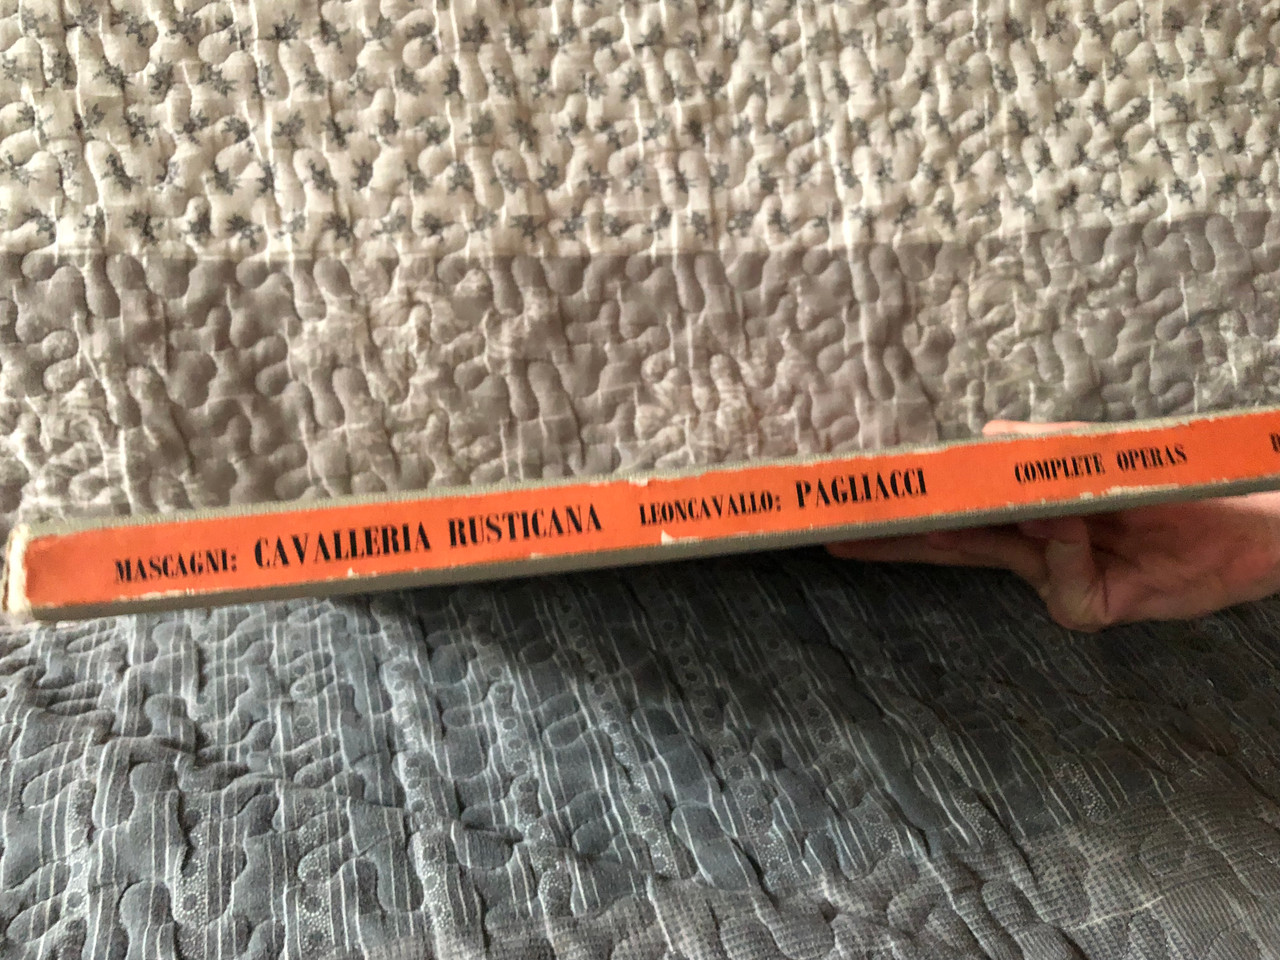 MASCAGNI: CAVALLERIA RUSTICANA LEONCAVALLO: PAGLIACCI COMPLETE OPERAS